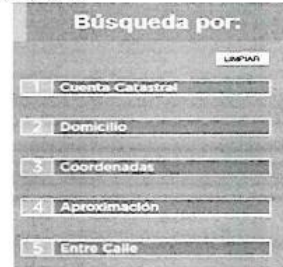 Búsqueda por:
LIMPIAR
1 Cuenta Catastral
2 Domicilio
3 Coordenadas
4 Aproximación
5 Entre Calle